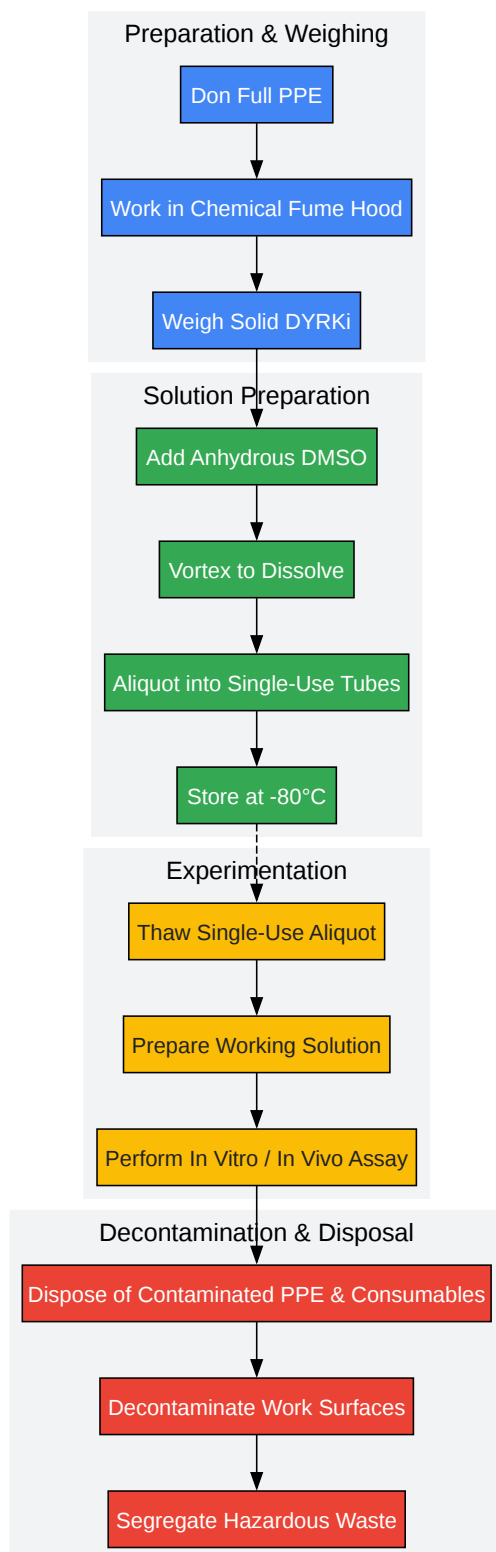 Preparation & Weighing
Don Full PPE
Work in Chemical Fume Hood
Weigh Solid DYRKi
Solution Preparation
Add Anhydrous DMSO
Vortex to Dissolve
Aliquot into Single-Use Tubes
Store at -80°C
Experimentation
Thaw Single-Use Aliquot
Prepare Working Solution
Perform In Vitro / In Vivo Assay
Decontamination & Disposal
Dispose of Contaminated PPE & Consumables
Decontaminate Work Surfaces
Segregate Hazardous Waste